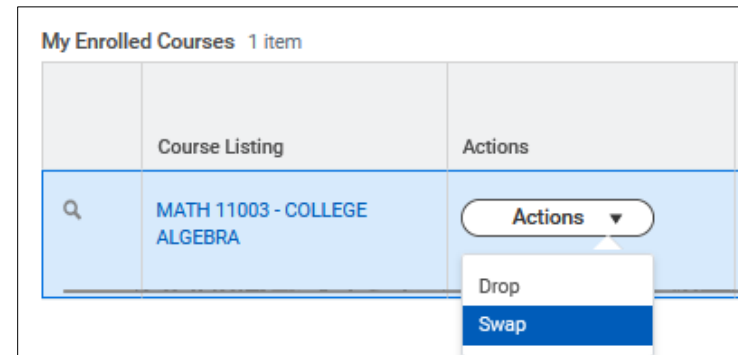 My Enrolled Courses 1 item
Course Listing Actions
MATH 11003 - COLLEGE Actions
ALGEBRA
Drop
Swap